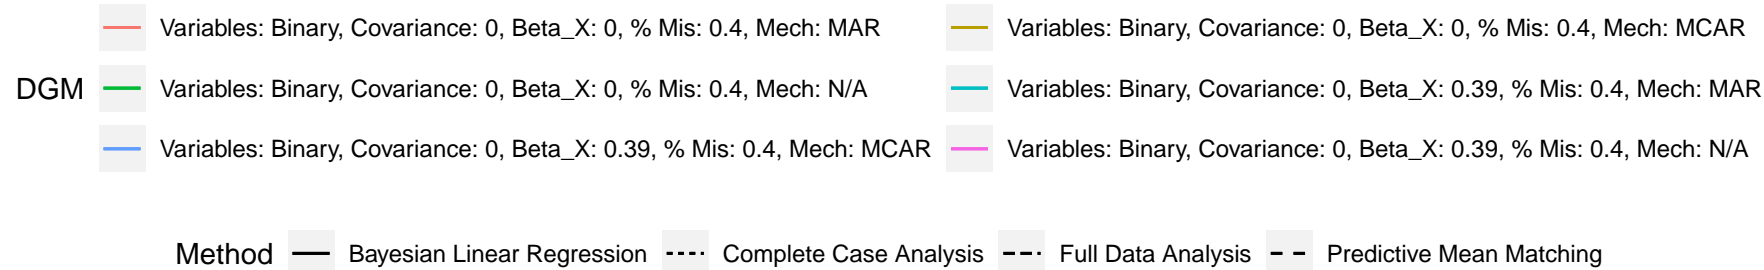 Variables: Binary, Covariance: 0, Beta_X: 0, % Mis: 0.4, Mech: MAR Variables: Binary, Covariance: 0, Beta_X: 0, % Mis: 0.4, Mech: MCAR
DGM Variables: Binary, Covariance: 0, Beta_X: 0, % Mis: 0.4, Mech: N/A Variables: Binary, Covariance: 0, Beta_X: 0.39, % Mis: 0.4, Mech: MAR
Variables: Binary, Covariance: 0, Beta_X: 0.39, % Mis: 0.4, Mech: MCAR Variables: Binary, Covariance: 0, Beta_X: 0.39, % Mis: 0.4, Mech: N/A
Method Bayesian Linear Regression Complete Case Analysis Full Data Analysis Predictive Mean Matching